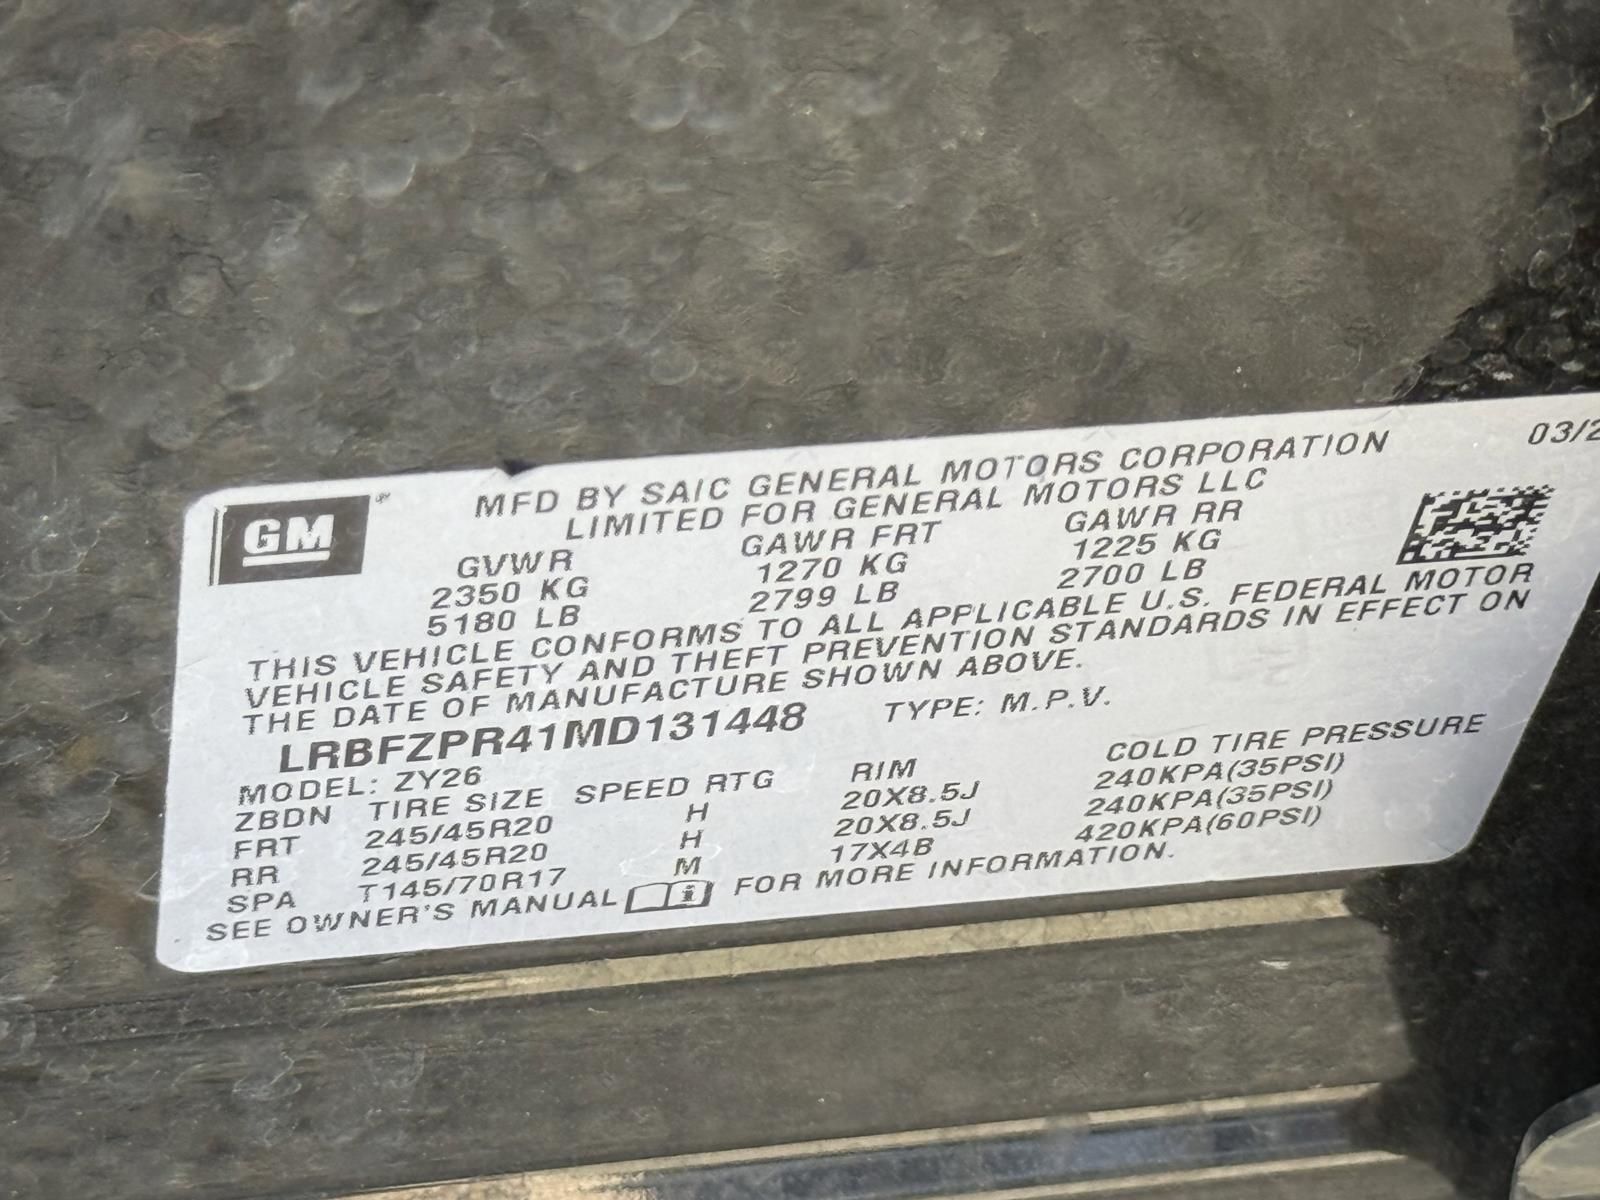 GM
MFD BY SAIC GENERAL MOTORS CORPORATION
LIMITED FOR GENERAL MOTORS LLC
03/2
GVWR GAWR FRT GAWR RR
2350 KG 1270 KG 1225 KG
5180 LB 2799 LB 2700 LB
THIS VEHICLE CONFORMS TO ALL APPLICABLE U.S. FEDERAL MOTOR
VEHICLE SAFETY AND THEFT PREVENTION STANDARDS IN EFFECT ON
THE DATE OF MANUFACTURE SHOWN ABOVE.
LRBFZPR41MD131448 TYPE: M.P.V.
MODEL: ZY26
ZBDN TIRE SIZE SPEED RTG RIM COLD TIRE PRESSURE
FRT 245/45R20 H 20X8.5J 240KPA(35PSI)
RR 245/45R20 H 20X8.5J 240KPA(35PSI)
SPA T145/70R17 M 17X4B 420KPA(60PSI)
SEE OWNER'S MANUAL FOR MORE INFORMATION.